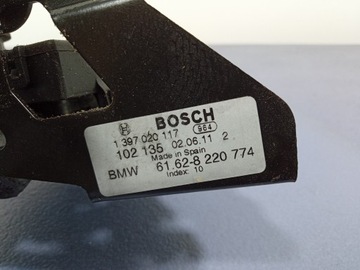 BOSCH
1 397 020 117 984
102 135 02.06.11 2
Made in Spain
BMW 61.62-8 220 774
Index: 10